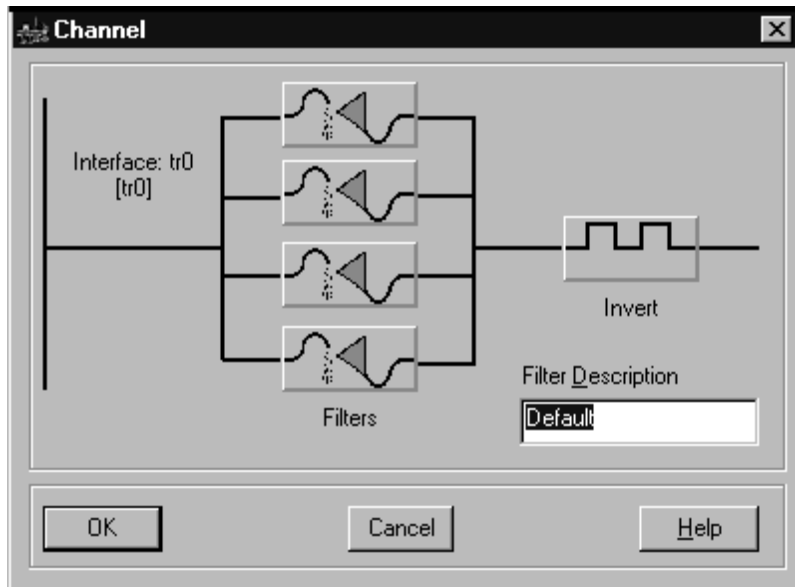 Channel
Interface: tr0
[tr0]
Invert
Filters
Filter Description
Default
OK
Cancel
Help